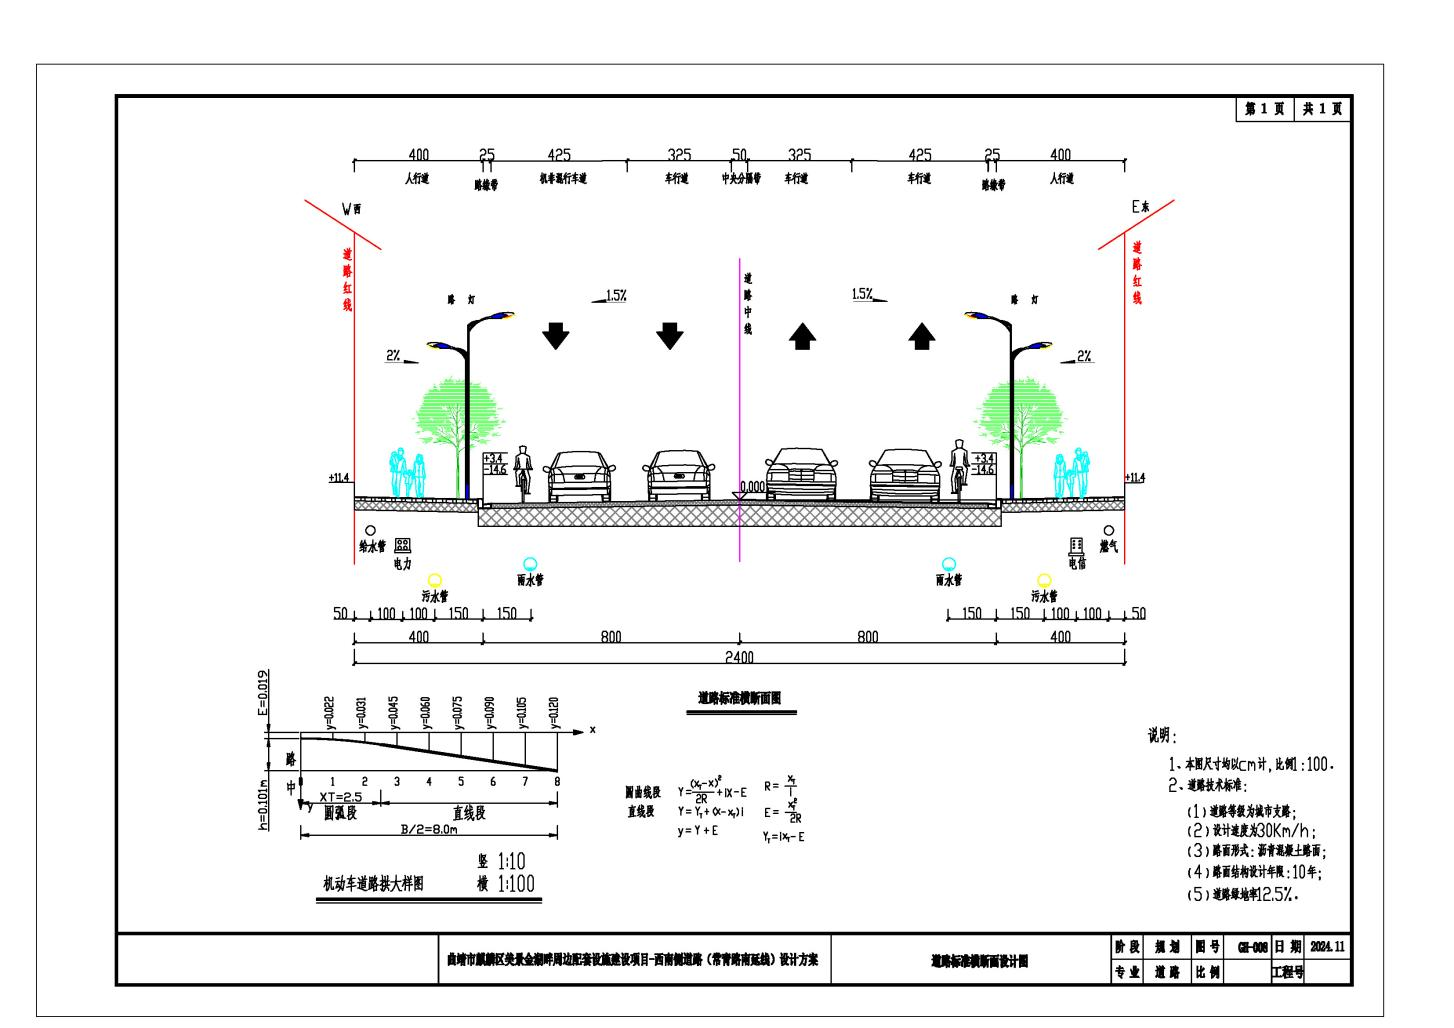 第 1 页 共 1 页
400 25 425 325 50 325 425 25 400
人行道 路缘带 机非混行车道 车行道 中央分隔带 车行道 车行道 路缘带 人行道
W西 E东
道路红线 道路中线 道路红线
路 灯 1.5% 1.5% 路 灯
2% 2%
+3.4 +3.4
-14.6 -14.6
+11.4 0.000 +11.4
给水管 电力 污水管 雨水管 雨水管 污水管 电信 燃气
50 100 100 150 150 150 150 100 100 50
400 800 800 400
2400
道路标准横断面图
E=0.019
y=0.022 y=0.031 y=0.045 y=0.060 y=0.075 y=0.090 y=0.105 y=0.120
x
路中
h=0.101m
1 2 3 4 5 6 7 8
XT=2.5 y
圆弧段 直线段
B/2=8.0m
竖 1:10
机动车道路拱大样图 横 1:100
圆曲线段 Y=(x_T-x)²/2R+iX-E R=x_T/i
直线段 Y=Y_T+(x-x_T)i E=x_T²/2R
y=Y+E Y_T=ix_T-E
说明:
1、本图尺寸均以cm计,比例1:100.
2、道路技术标准:
(1)道路等级为城市支路;
(2)设计速度为30Km/h;
(3)路面形式:沥青混凝土路面;
(4)路面结构设计年限:10年;
(5)道路绿地率12.5%.
曲靖市麒麟区美景金湖畔周边配套设施建设项目-西南侧道路(常青路南延线)设计方案
道路标准横断面设计图
阶 段 规 划 图 号 GH-008 日 期 2024.11
专 业 道 路 比 例 工程号